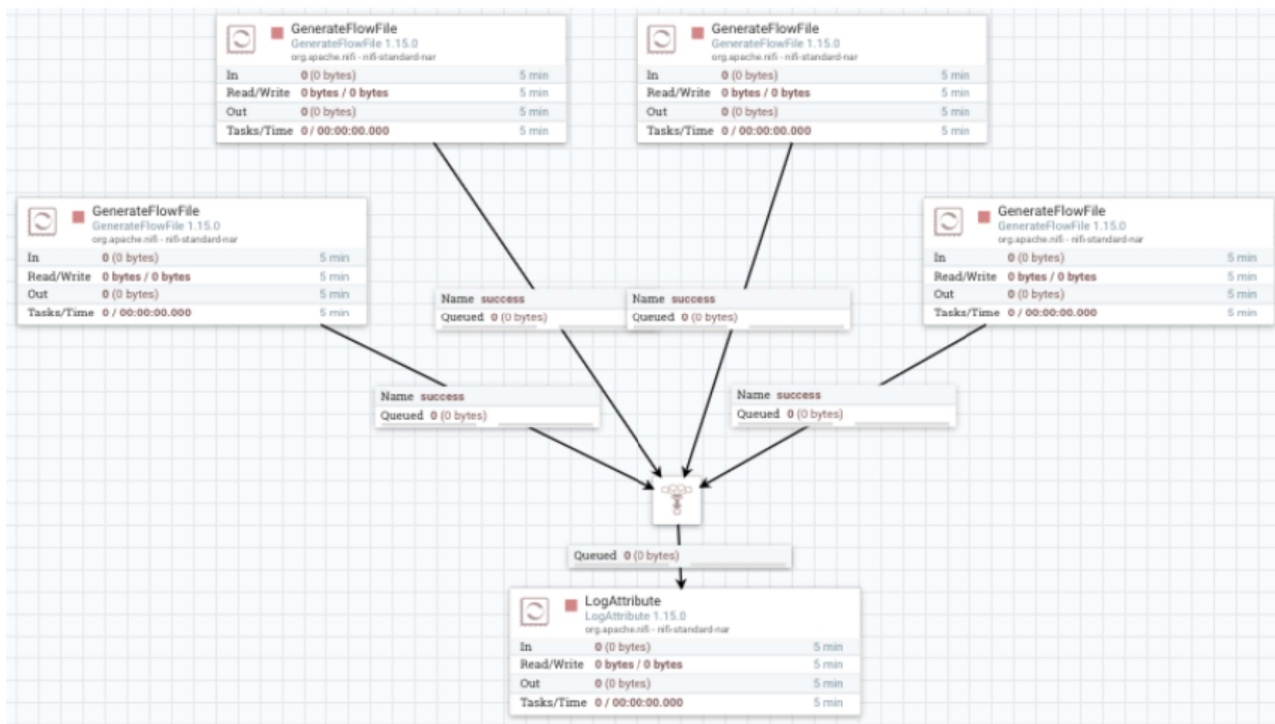 GenerateFlowFile
GenerateFlowFile 1.15.0
org.apache.nifi - nifi-standard-nar
In 0 (0 bytes) 5 min
Read/Write 0 bytes / 0 bytes 5 min
Out 0 (0 bytes) 5 min
Tasks/Time 0 / 00:00:00.000 5 min
GenerateFlowFile
GenerateFlowFile 1.15.0
org.apache.nifi - nifi-standard-nar
In 0 (0 bytes) 5 min
Read/Write 0 bytes / 0 bytes 5 min
Out 0 (0 bytes) 5 min
Tasks/Time 0 / 00:00:00.000 5 min
GenerateFlowFile
GenerateFlowFile 1.15.0
org.apache.nifi - nifi-standard-nar
In 0 (0 bytes) 5 min
Read/Write 0 bytes / 0 bytes 5 min
Out 0 (0 bytes) 5 min
Tasks/Time 0 / 00:00:00.000 5 min
GenerateFlowFile
GenerateFlowFile 1.15.0
org.apache.nifi - nifi-standard-nar
In 0 (0 bytes) 5 min
Read/Write 0 bytes / 0 bytes 5 min
Out 0 (0 bytes) 5 min
Tasks/Time 0 / 00:00:00.000 5 min
Name success
Queued 0 (0 bytes)
Name success
Queued 0 (0 bytes)
Name success
Queued 0 (0 bytes)
Name success
Queued 0 (0 bytes)
Queued 0 (0 bytes)
LogAttribute
LogAttribute 1.15.0
org.apache.nifi - nifi-standard-nar
In 0 (0 bytes) 5 min
Read/Write 0 bytes / 0 bytes 5 min
Out 0 (0 bytes) 5 min
Tasks/Time 0 / 00:00:00.000 5 min